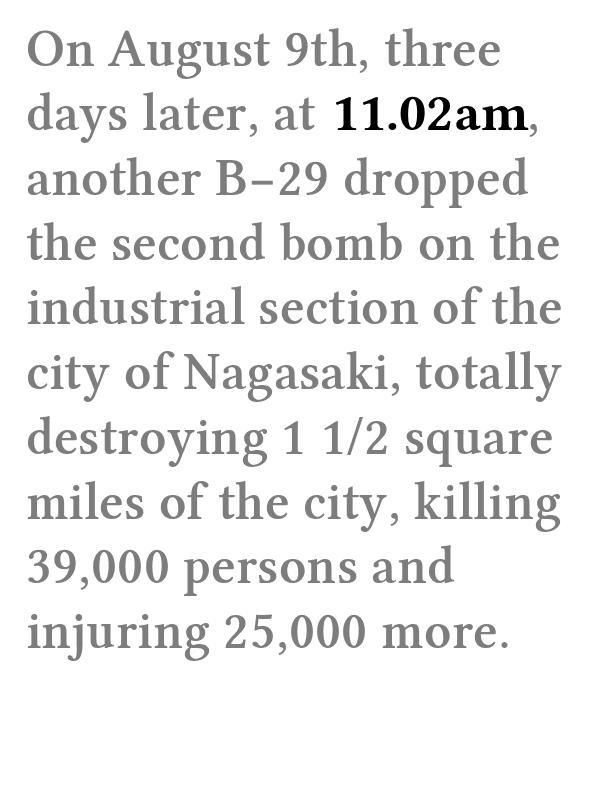 On August 9th, three
days later, at 11.02am,
another B–29 dropped
the second bomb on the
industrial section of the
city of Nagasaki, totally
destroying 1 1/2 square
miles of the city, killing
39,000 persons and
injuring 25,000 more.